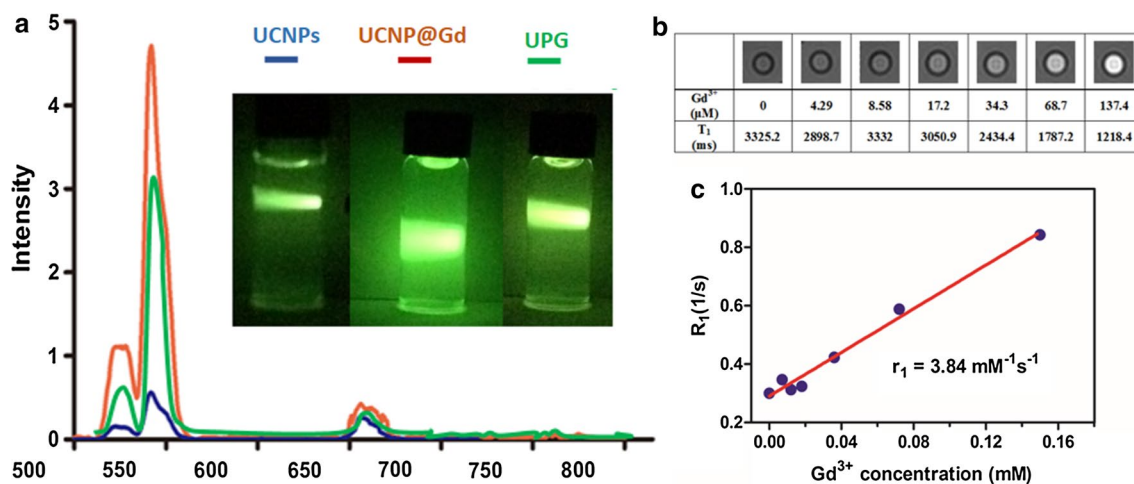 a
UCNPs UCNP@Gd UPG
5
4
3
2
1
0
Intensity
500 550 600 650 700 750 800
b
Gd³⁺ (µM) 0 4.29 8.58 17.2 34.3 68.7 137.4
T₁ (ms) 3325.2 2898.7 3332 3050.9 2434.4 1787.2 1218.4
c
1.0
0.8
0.6
0.4
0.2
R₁(1/s)
r₁ = 3.84 mM⁻¹s⁻¹
0.00 0.04 0.08 0.12 0.16
Gd³⁺ concentration (mM)